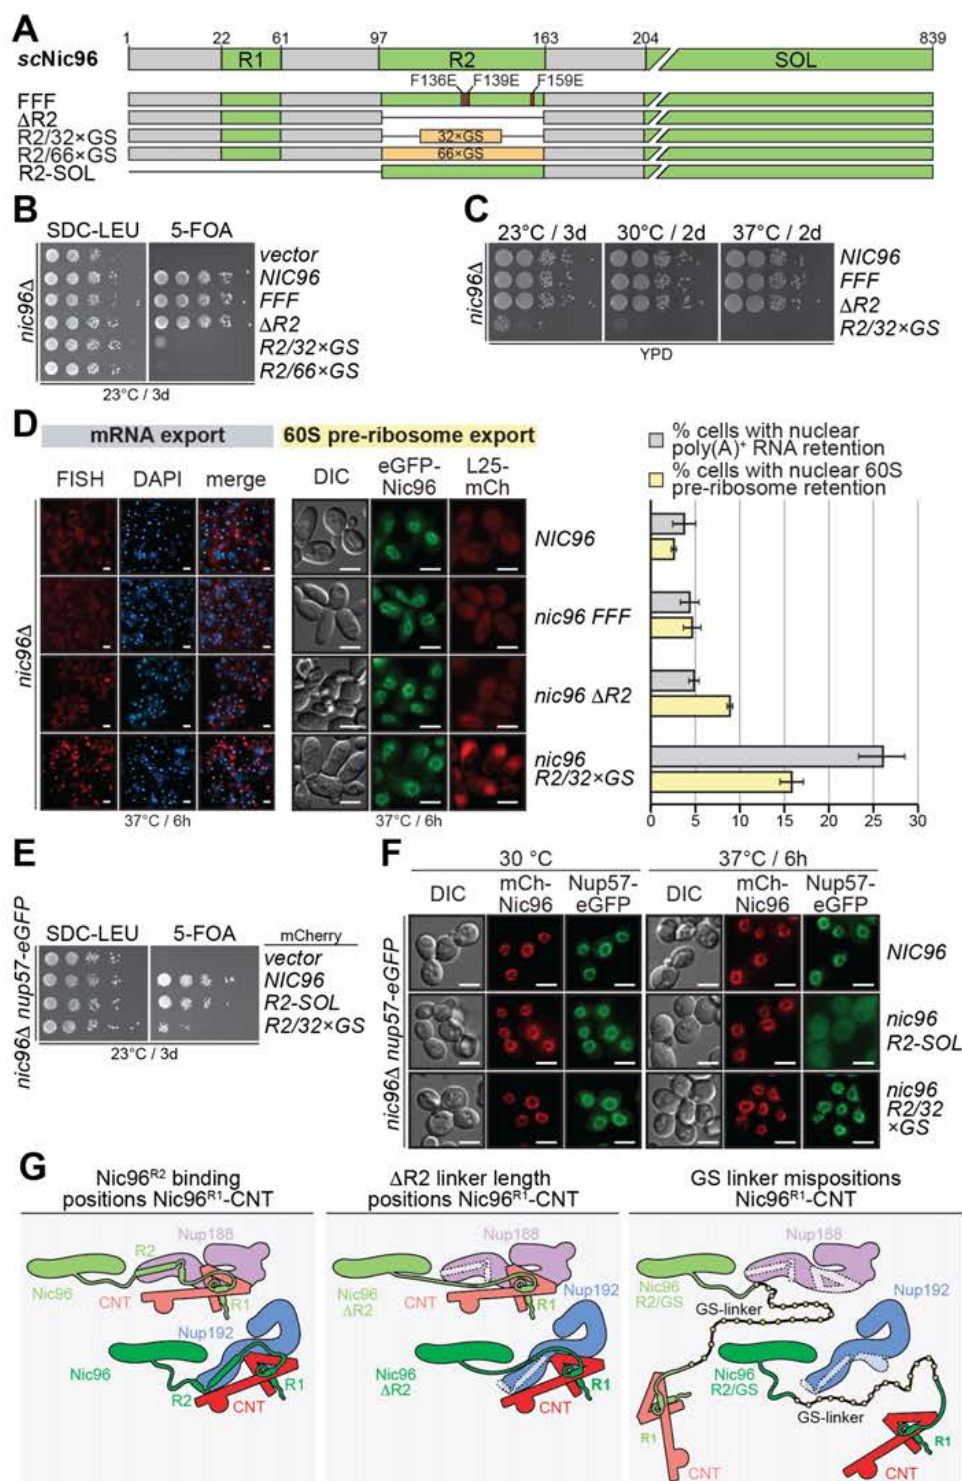 A
1 22 61 97 163 204 839
scNic96 R1 R2 SOL
F136E F139E F159E
FFF
ΔR2
R2/32×GS 32×GS
R2/66×GS 66×GS
R2-SOL
B
SDC-LEU 5-FOA
nic96Δ
vector
NIC96
FFF
ΔR2
R2/32×GS
R2/66×GS
23°C / 3d
C
23°C / 3d 30°C / 2d 37°C / 2d
nic96Δ
NIC96
FFF
ΔR2
R2/32×GS
YPD
D
mRNA export 60S pre-ribosome export
FISH DAPI merge
DIC eGFP-Nic96 L25-mCh
nic96Δ
NIC96
nic96 FFF
nic96 ΔR2
nic96
R2/32×GS
37°C / 6h 37°C / 6h
% cells with nuclear
poly(A)⁺ RNA
retention
% cells with nuclear 60S
pre-ribosome retention
0 5 10 15 20 25 30
E
SDC-LEU 5-FOA mCherry
nic96Δ nup57-eGFP
vector
NIC96
R2-SOL
R2/32×GS
23°C / 3d
F
30 °C 37°C / 6h
DIC mCh-Nic96 Nup57-eGFP DIC mCh-Nic96 Nup57-eGFP
nic96Δ nup57-eGFP
NIC96
nic96
R2-SOL
nic96
R2/32
×GS
G
Nic96R2 binding
positions Nic96R1-CNT
Nup188
R2
Nic96
CNT
R1
Nup192
Nic96
R2
R1
CNT
ΔR2 linker length
positions Nic96R1-CNT
Nup188
Nic96
ΔR2
CNT
R1
Nup192
Nic96
ΔR2
R1
CNT
GS linker mispositions
Nic96R1-CNT
Nup188
Nic96
R2/GS
GS-linker
Nup192
Nic96
R2/GS
GS-linker
R1
CNT
R1
CNT